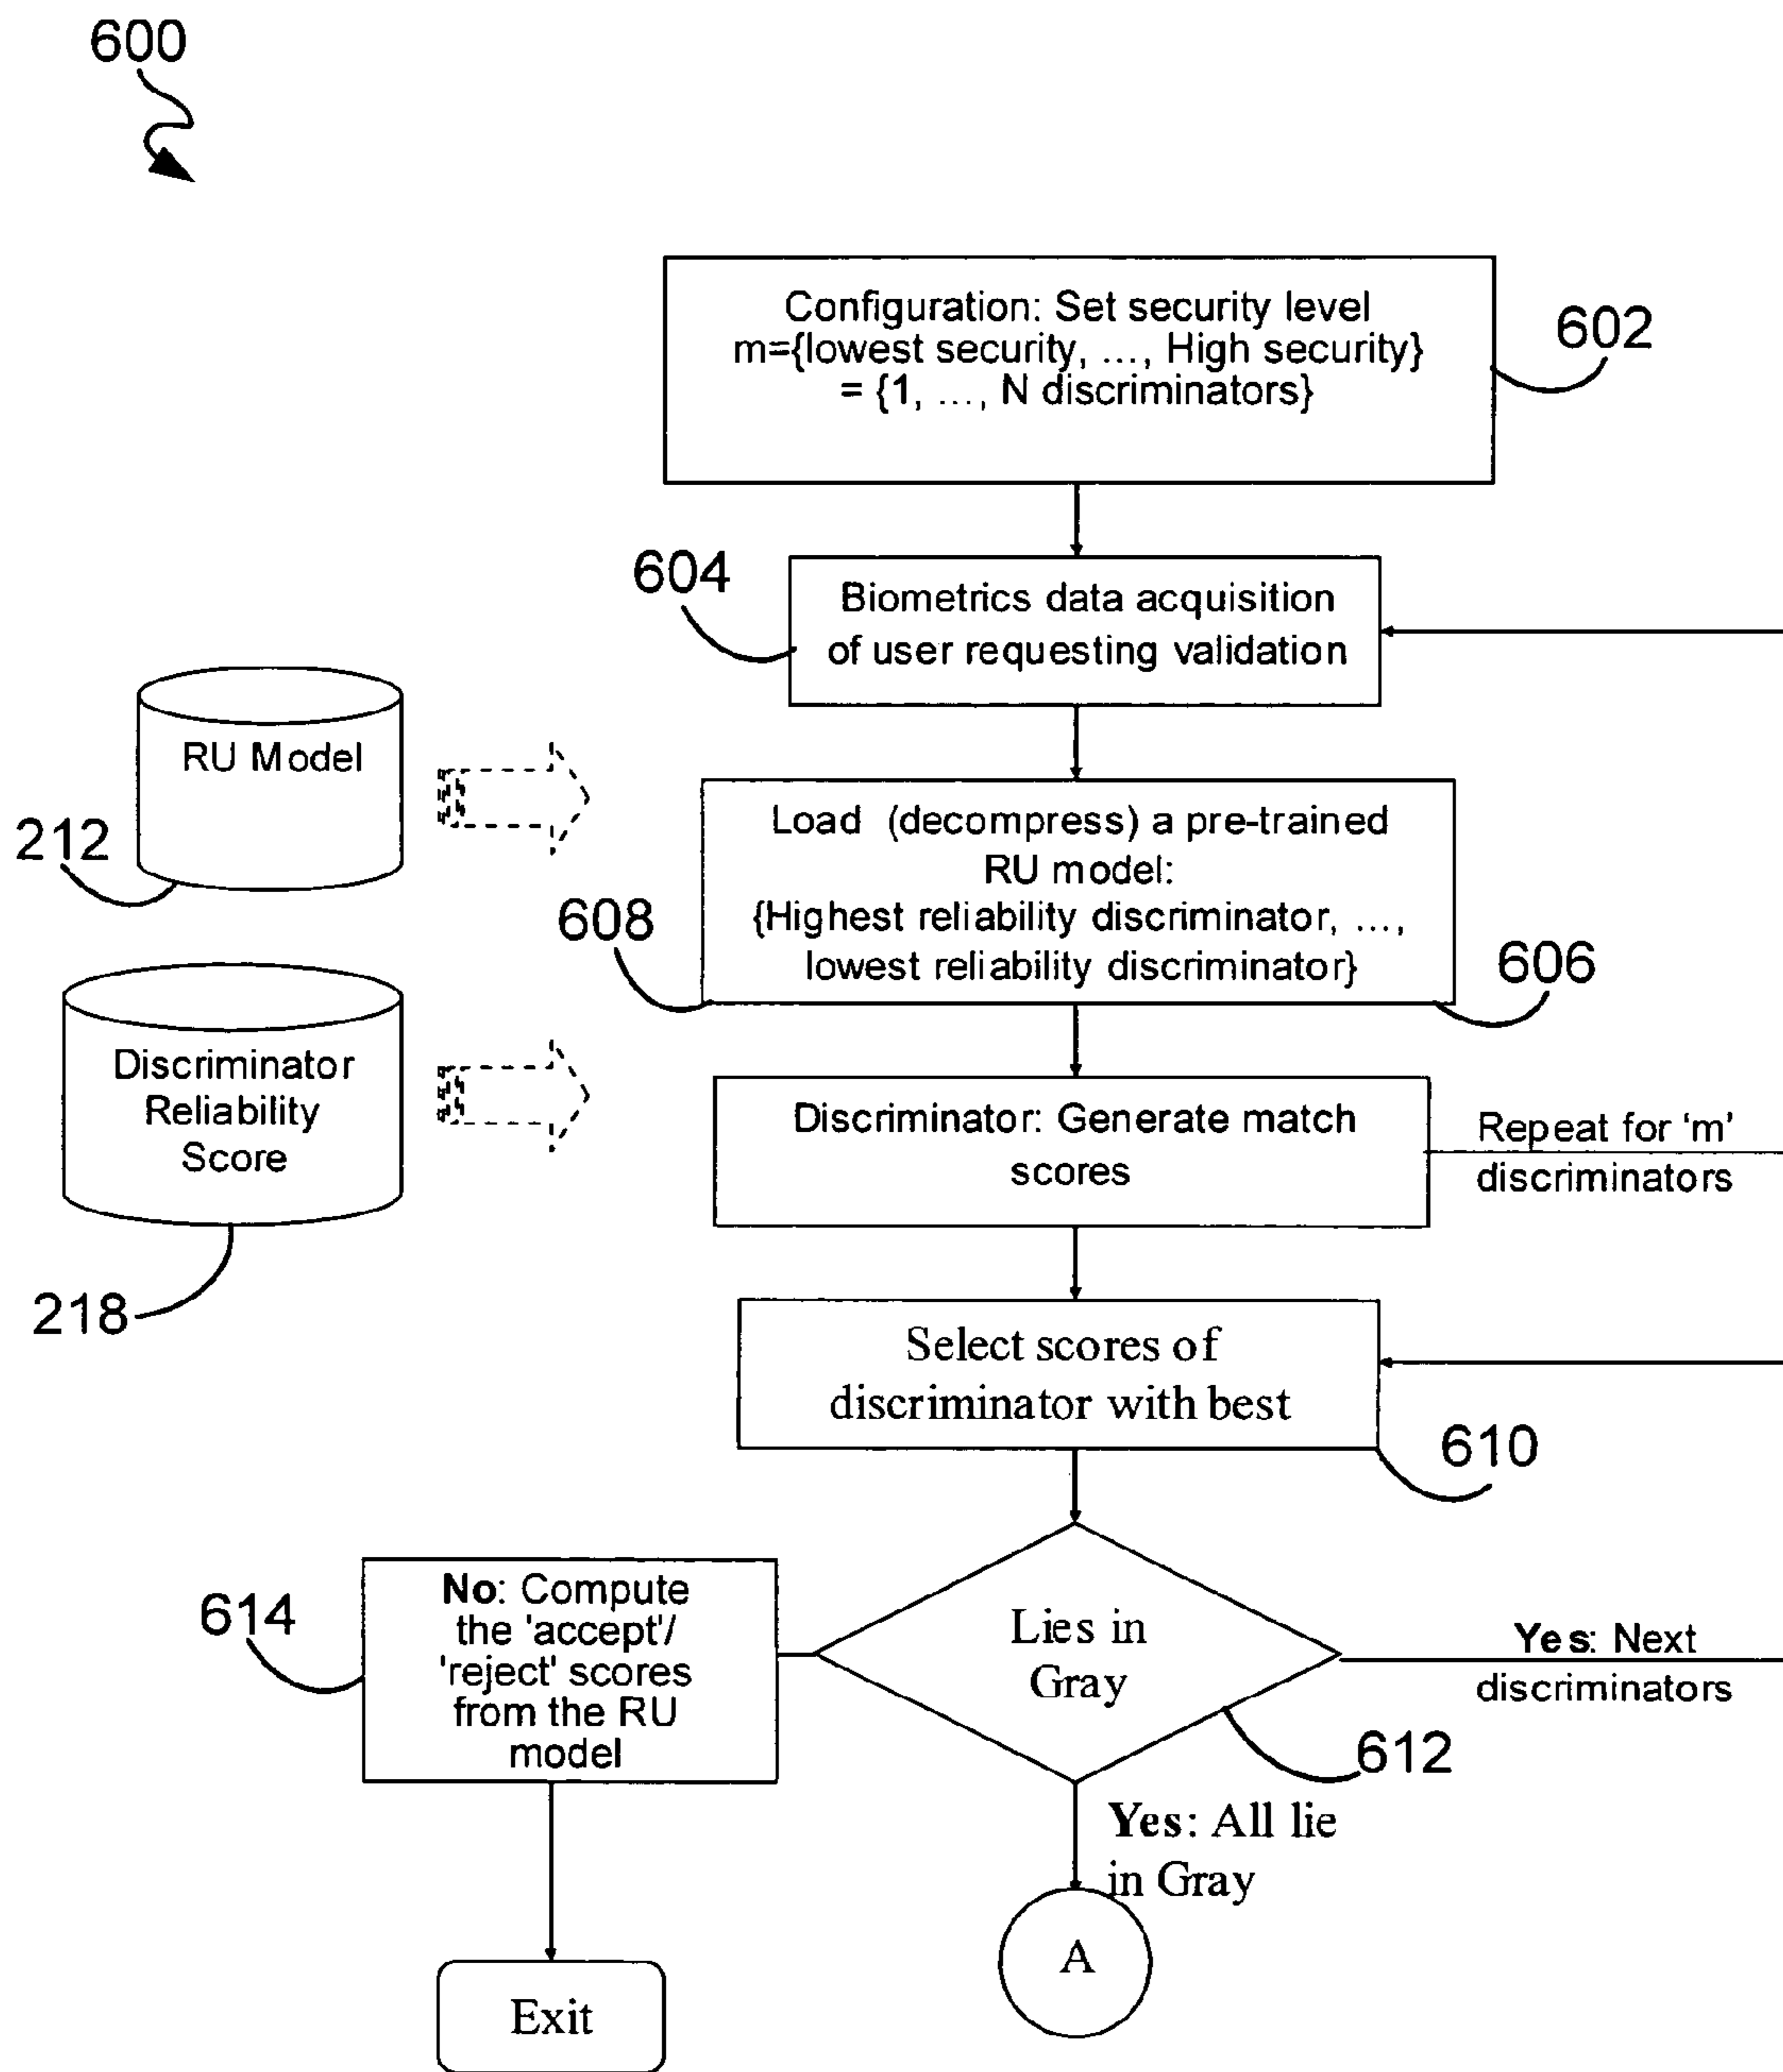 600
Configuration: Set security level
m={lowest security, ..., High security}
= {1, ..., N discriminators}
602
604
Biometrics data acquisition
of user requesting validation
RU Model
212
Load (decompress) a pre-trained
RU model:
{Highest reliability discriminator, ...,
lowest reliability discriminator}
608
606
Discriminator
Reliability
Score
218
Discriminator: Generate match
scores
Repeat for 'm'
discriminators
Select scores of
discriminator with best
610
Lies in
Gray
612
Yes: Next
discriminators
614
No: Compute
the 'accept'/
'reject' scores
from the RU
model
Yes: All lie
in Gray
Exit
A